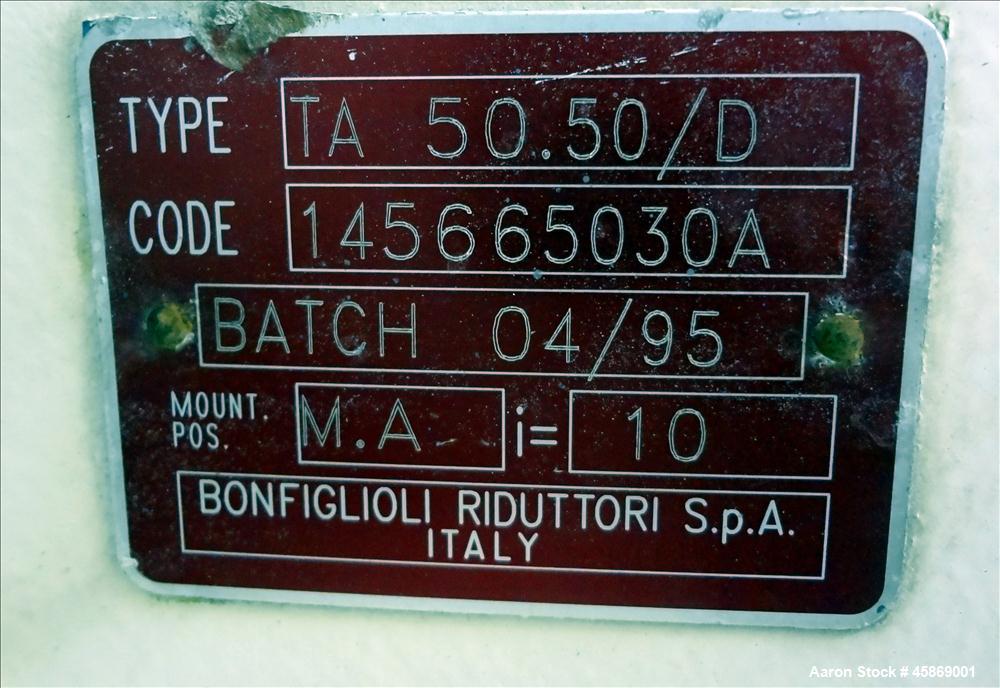 TYPE TA 50.50/D
CODE 145665030A
BATCH 04/95
MOUNT. POS. M.A i= 10
BONFIGLIOLI RIDUTTORI S.p.A.
ITALY
Aaron Stock # 45869001